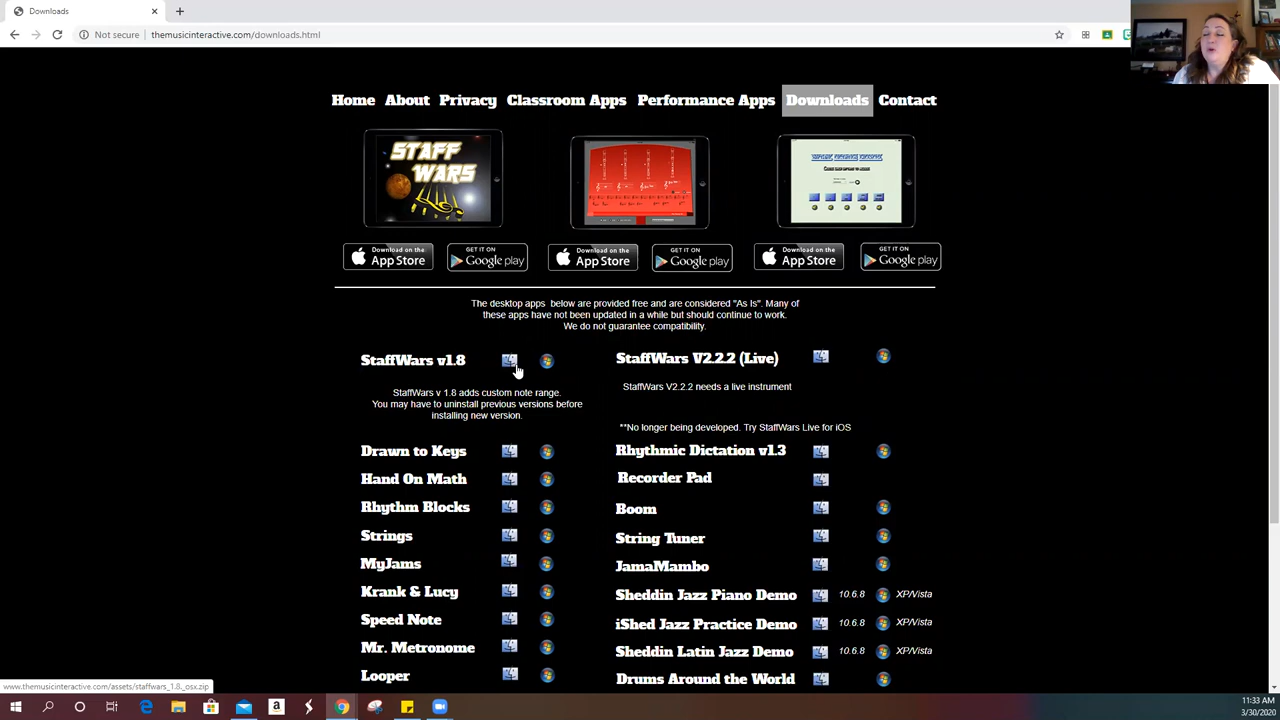 Downloads
Not secure
themusicinteractive.com/downloads.html
Home About Privacy Classroom Apps Performance Apps Downloads Contact
STAFF
WARS
Download on the
App Store
GET IT ON
Google play
Download on the
App Store
GET IT ON
Google play
Download on the
App Store
GET IT ON
Google play
The desktop apps below are provided free and are considered "As Is". Many of
these apps have not been updated in a while but should continue to work.
We do not guarantee compatibility.
StaffWars v1.8
StaffWars v 1.8 adds custom note range.
You may have to uninstall previous versions before
installing new version.
StaffWars V2.2.2 (Live)
StaffWars V2.2.2 needs a live instrument
**No longer being developed. Try StaffWars Live for iOS
Drawn to Keys
Rhythmic Dictation v1.3
Hand On Math
Recorder Pad
Rhythm Blocks
Boom
Strings
String Tuner
MyJams
JamaMambo
Krank & Lucy
Sheddin Jazz Piano Demo 10.6.8 XP/Vista
Speed Note
iShed Jazz Practice Demo 10.6.8 XP/Vista
Mr. Metronome
Sheddin Latin Jazz Demo 10.6.8 XP/Vista
Looper
Drums Around the World
www.themusicinteractive.com/assets/staffwars_1.8._osx.zip
11:33 AM
3/30/2020